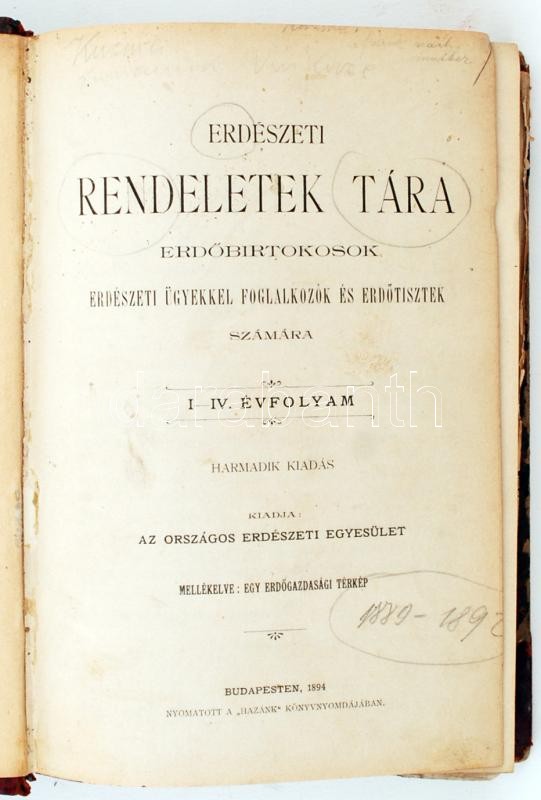 ERDÉSZETI
RENDELETEK TÁRA
ERDŐBIRTOKOSOK,
ERDÉSZETI ÜGYEKKEL FOGLALKOZÓK ÉS ERDŐTISZTEK
SZÁMÁRA
I–IV. ÉVFOLYAM
darabanth
HARMADIK KIADÁS
KIADJA:
AZ ORSZÁGOS ERDÉSZETI EGYESÜLET
MELLÉKELVE: EGY ERDŐGAZDASÁGI TÉRKÉP
1889-
BUDAPESTEN, 1894
NYOMATOTT A „HAZÁNK" KÖNYVNYOMDÁJÁBAN.